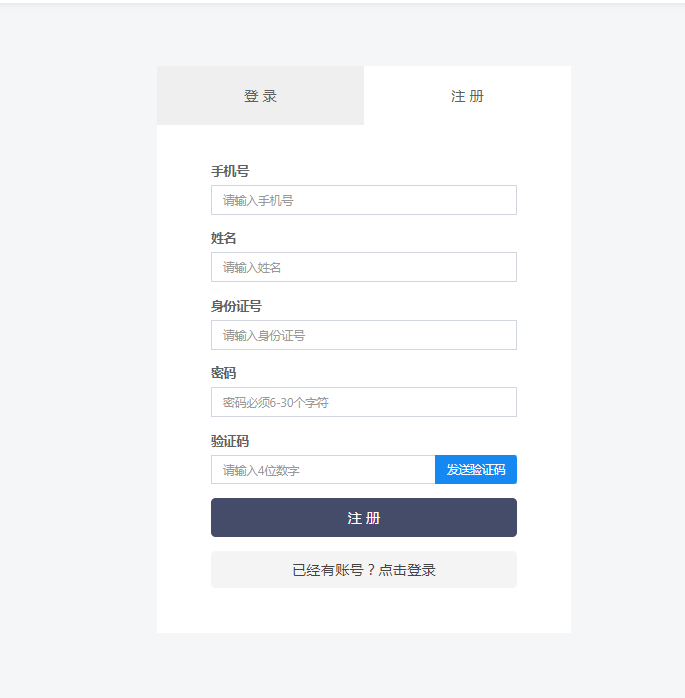 登 录
注 册
手机号
请输入手机号
姓名
请输入姓名
身份证号
请输入身份证号
密码
密码必须6-30个字符
验证码
请输入4位数字
发送验证码
注 册
已经有账号？点击登录